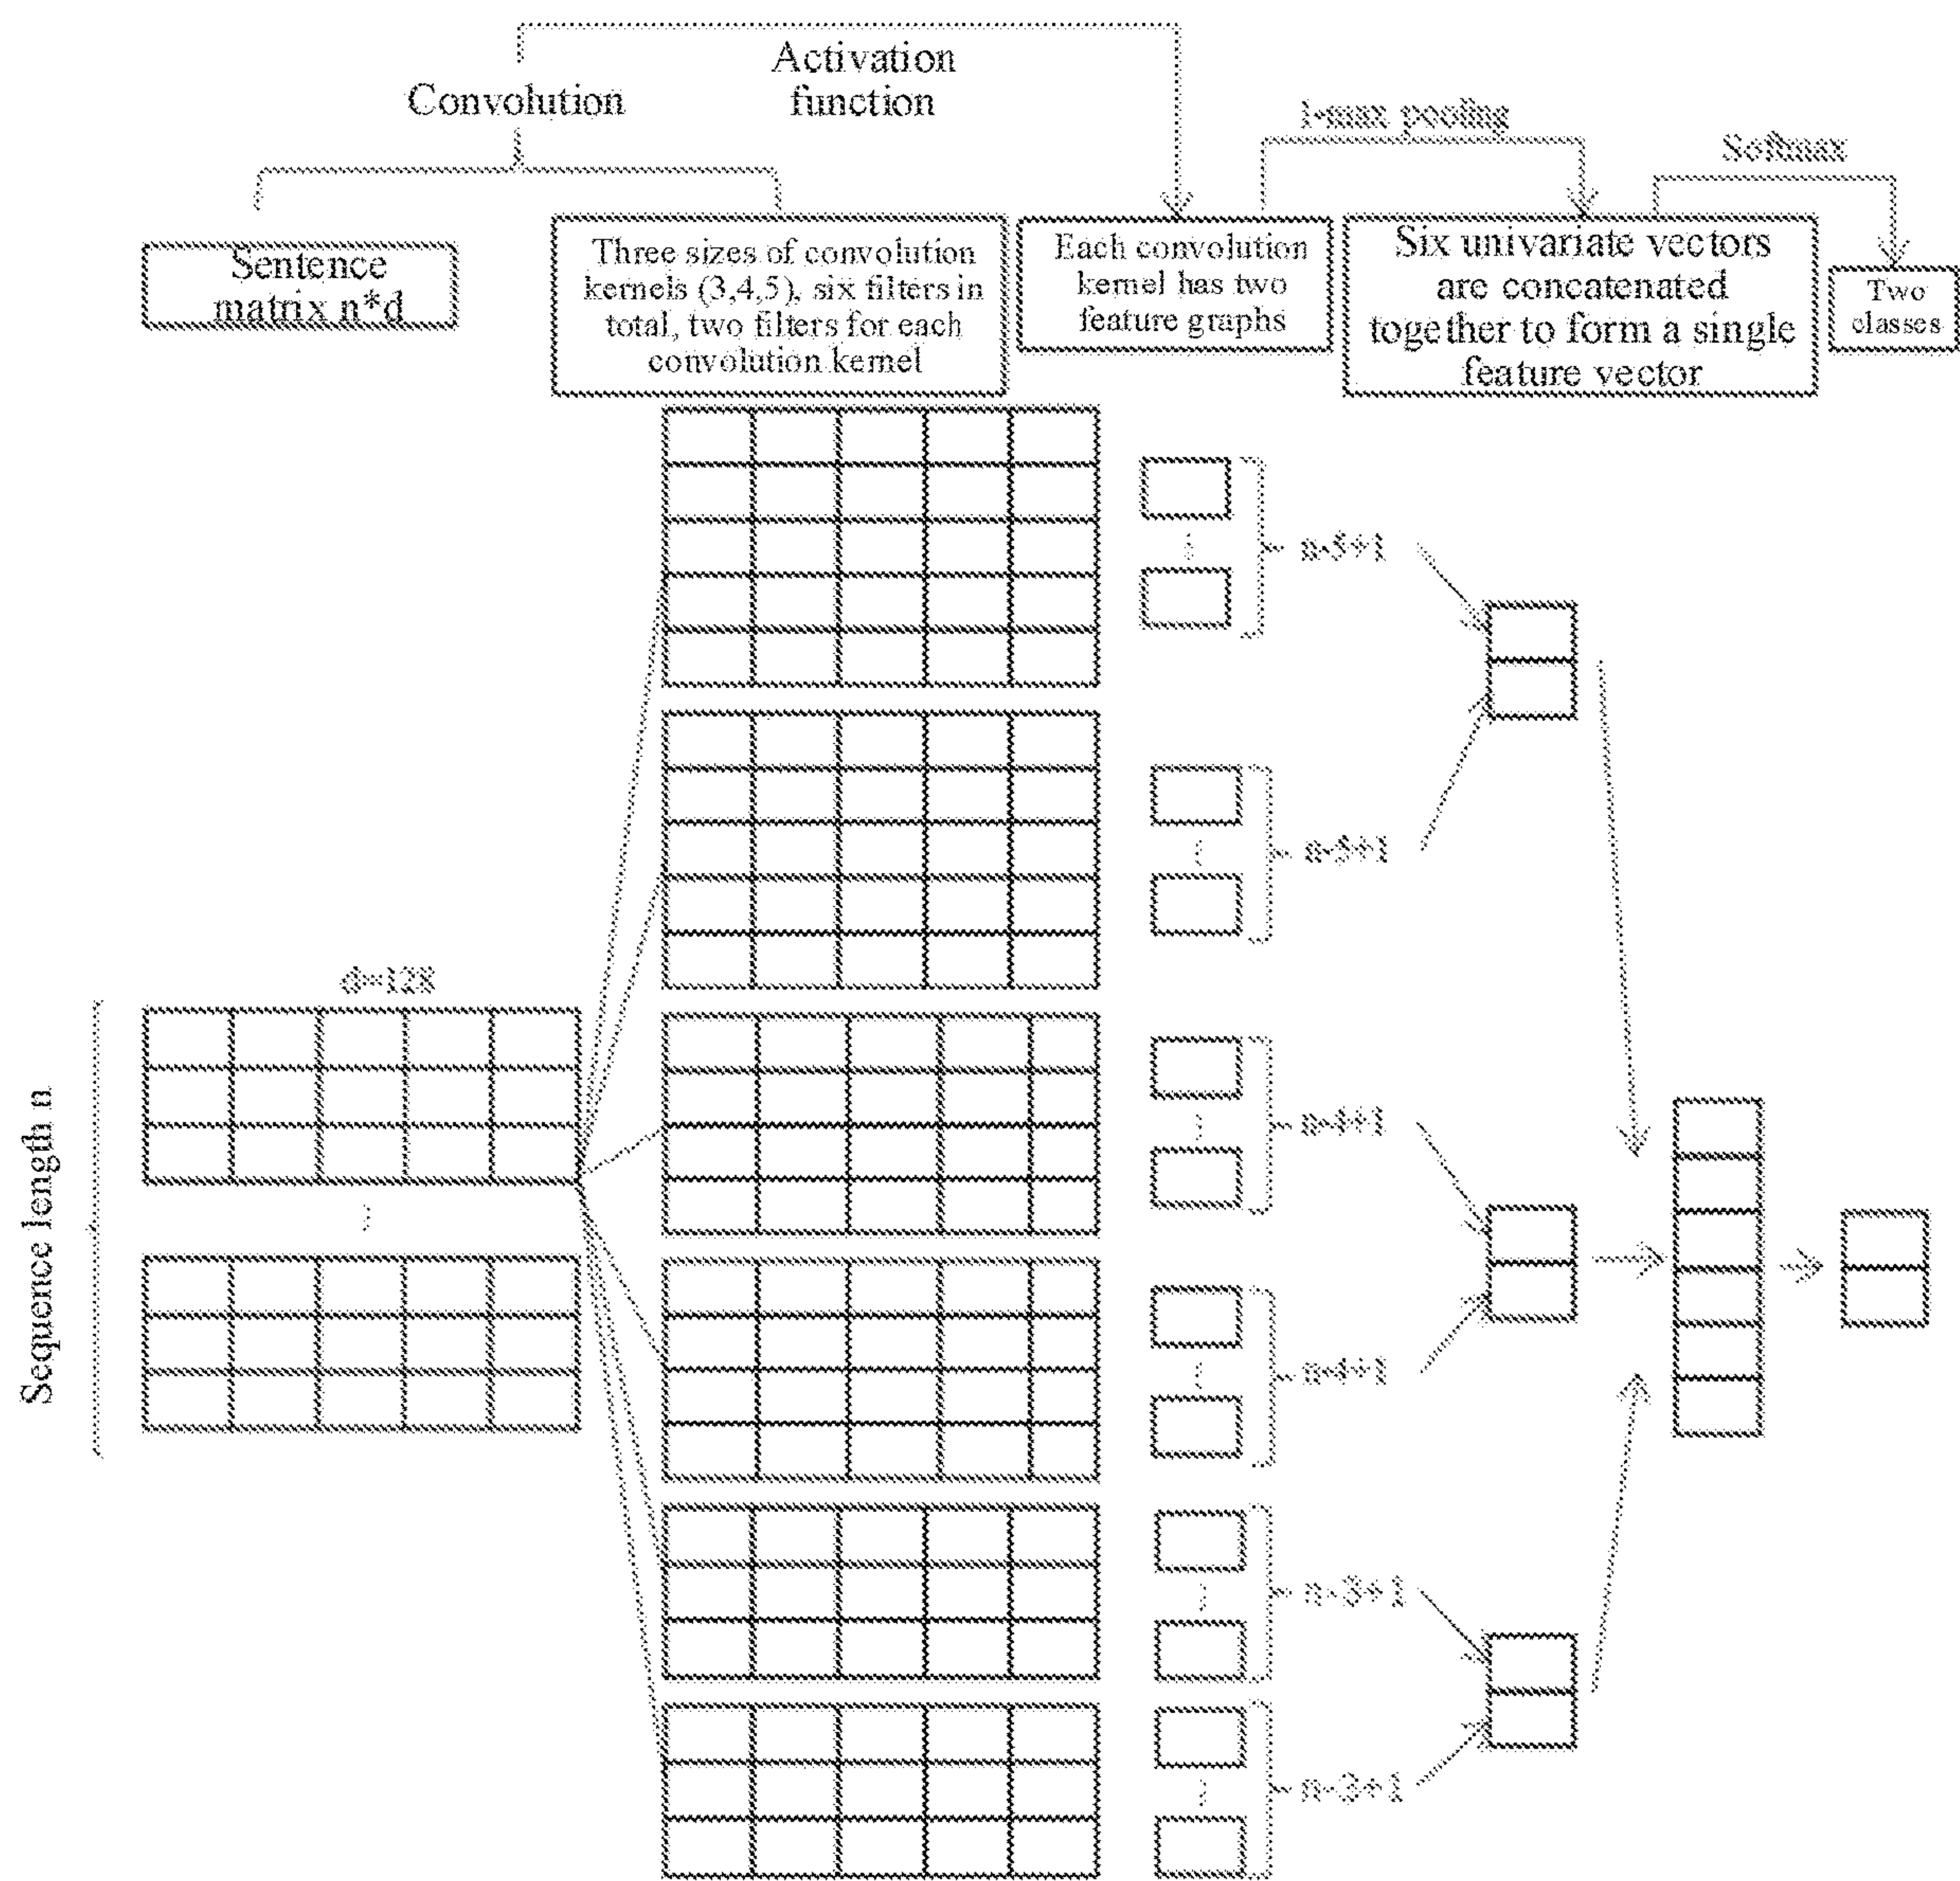 Activation
function
Convolution
1-max pooling
Softmax
Sentence
matrix n*d
Three sizes of convolution
kernels (3,4,5), six filters in
total, two filters for each
convolution kernel
Each convolution
kernel has two
feature graphs
Six univariate vectors
are concatenated
together to form a single
feature vector
Two
classes
n-5+1
n-5+1
d=128
Sequence length n
n-4+1
n-4+1
n-3+1
n-3+1